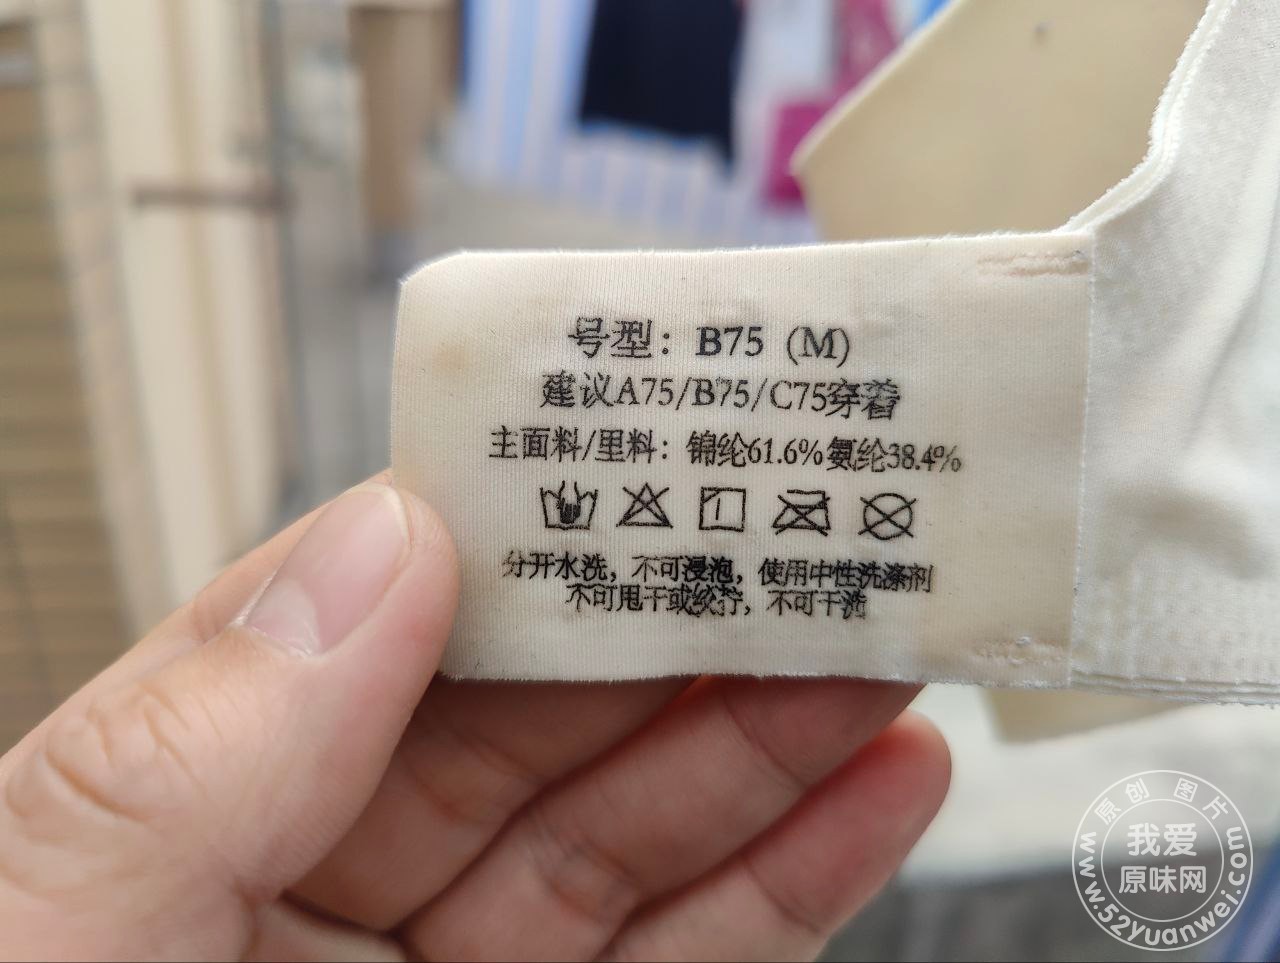 号型：B75 (M)
建议A75/B75/C75穿着
主面料/里料：锦纶61.6%氨纶38.4%
分开水洗，不可浸泡，使用中性洗涤剂
不可甩干或绞拧，不可干洗
原创图片
我爱
原味网
www.52yuanwei.com